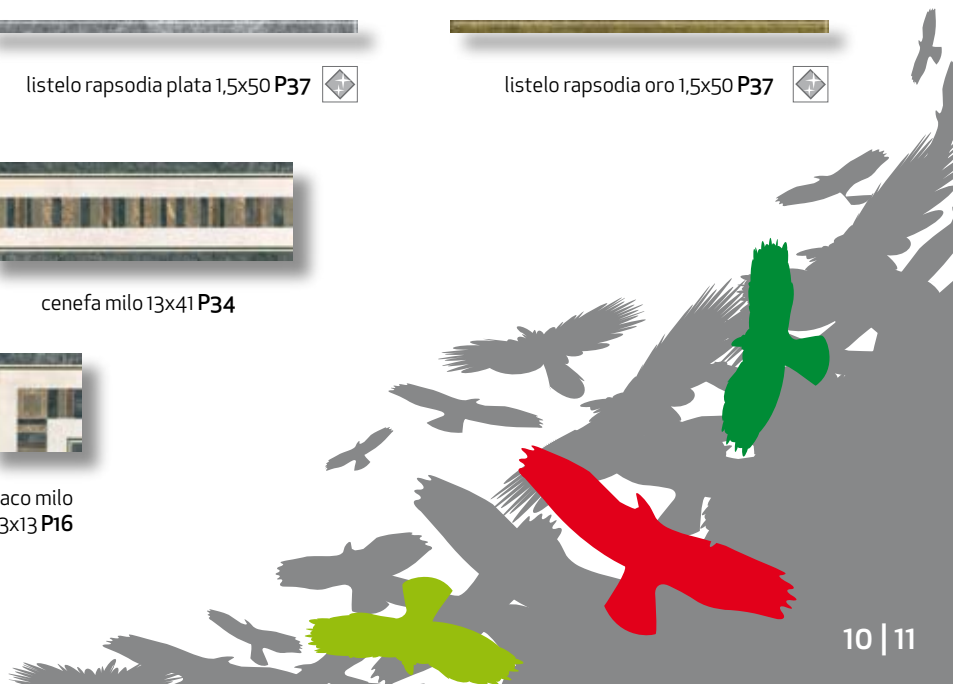 listelo rapsodia plata 1,5x50 P37
listelo rapsodia oro 1,5x50 P37
cenefa milo 13x41 P34
aco milo
3x13 P16
10 | 11